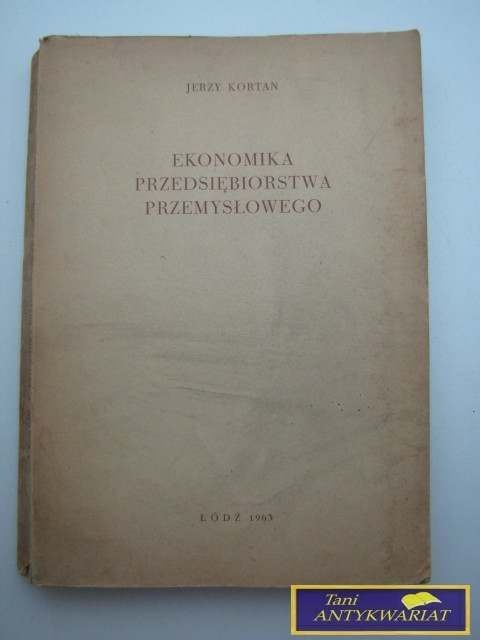 JERZY KORTAN
EKONOMIKA
PRZEDSIĘBIORSTWA
PRZEMYSŁOWEGO
ŁÓDŹ 1963
Tani
ANTYKWARIAT